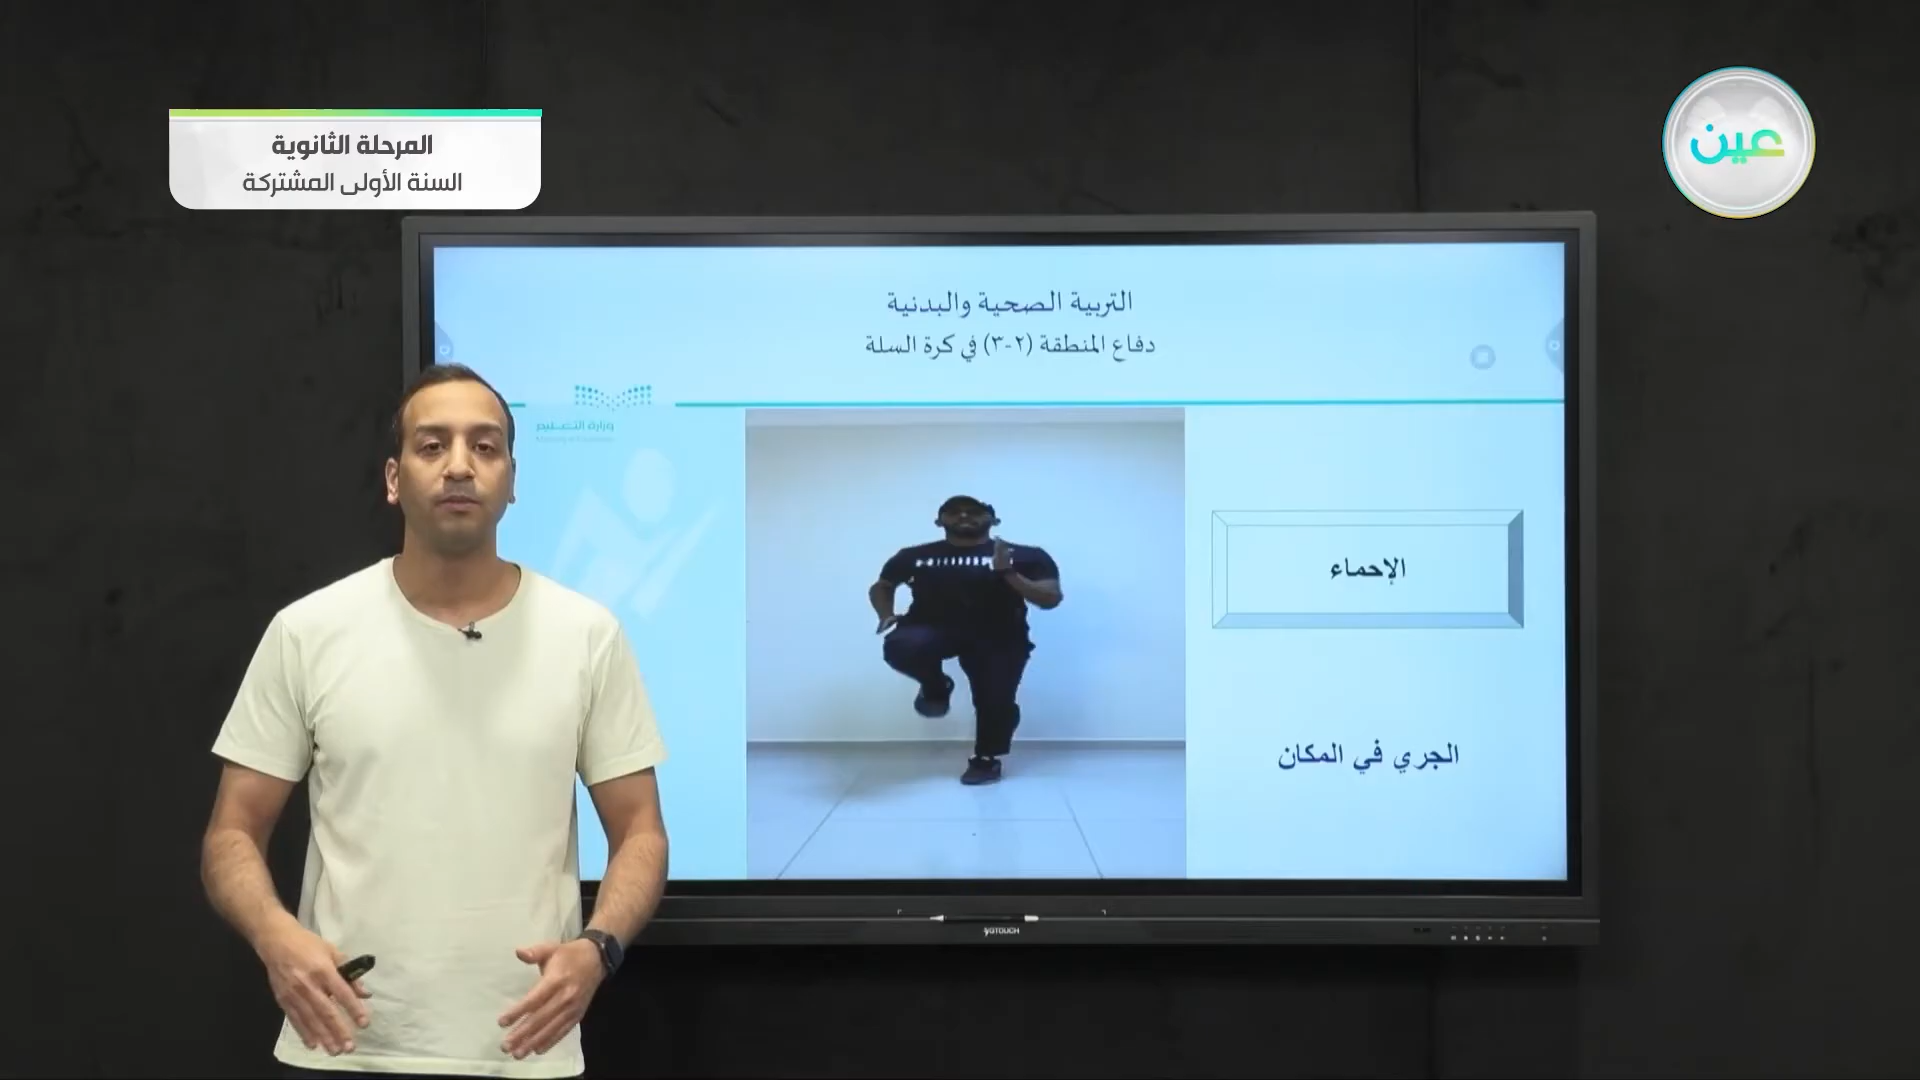 المرحلة الثانوية
السنة الأولى المشتركة
عين
التربية الصحية والبدنية
دفاع المنطقة (٢-٣) في كرة السلة
وزارة التعليم
الإحماء
الجري في المكان
YQTOUCH